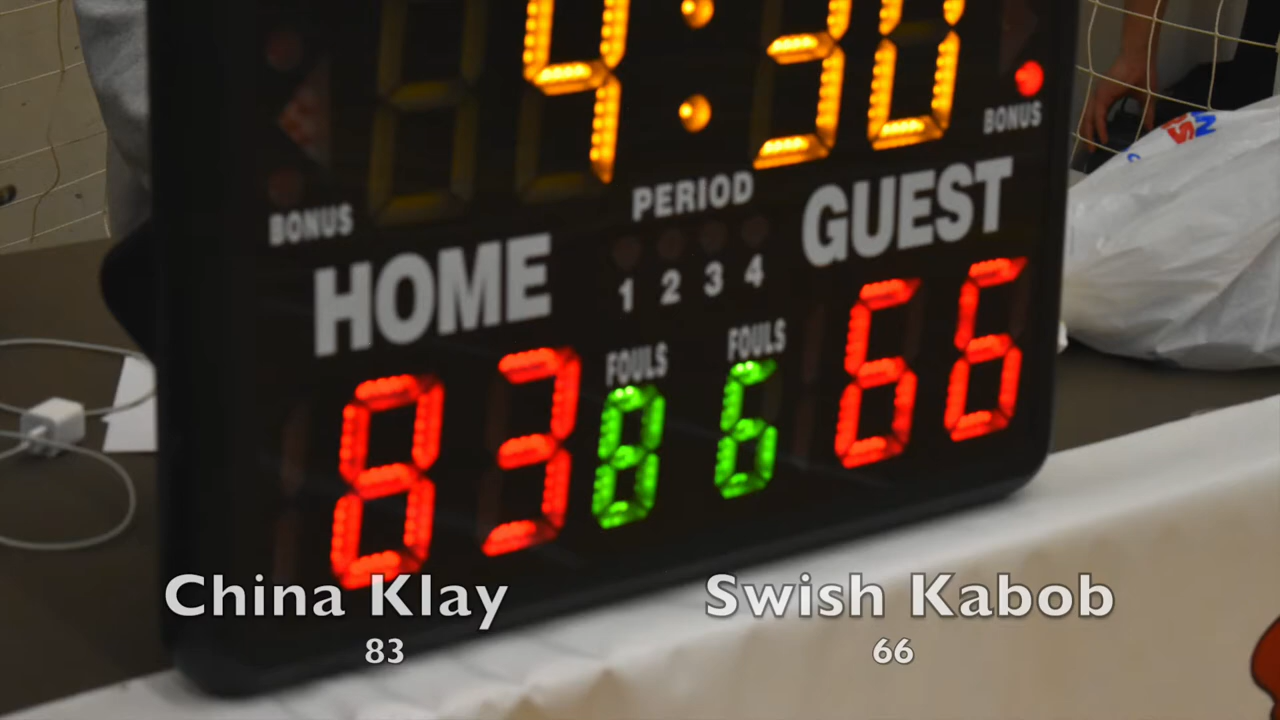 4:30
BONUS
BONUS
PERIOD
HOME
GUEST
1 2 3 4
FOULS
FOULS
83
8
6
66
China Klay
Swish Kabob
83
66